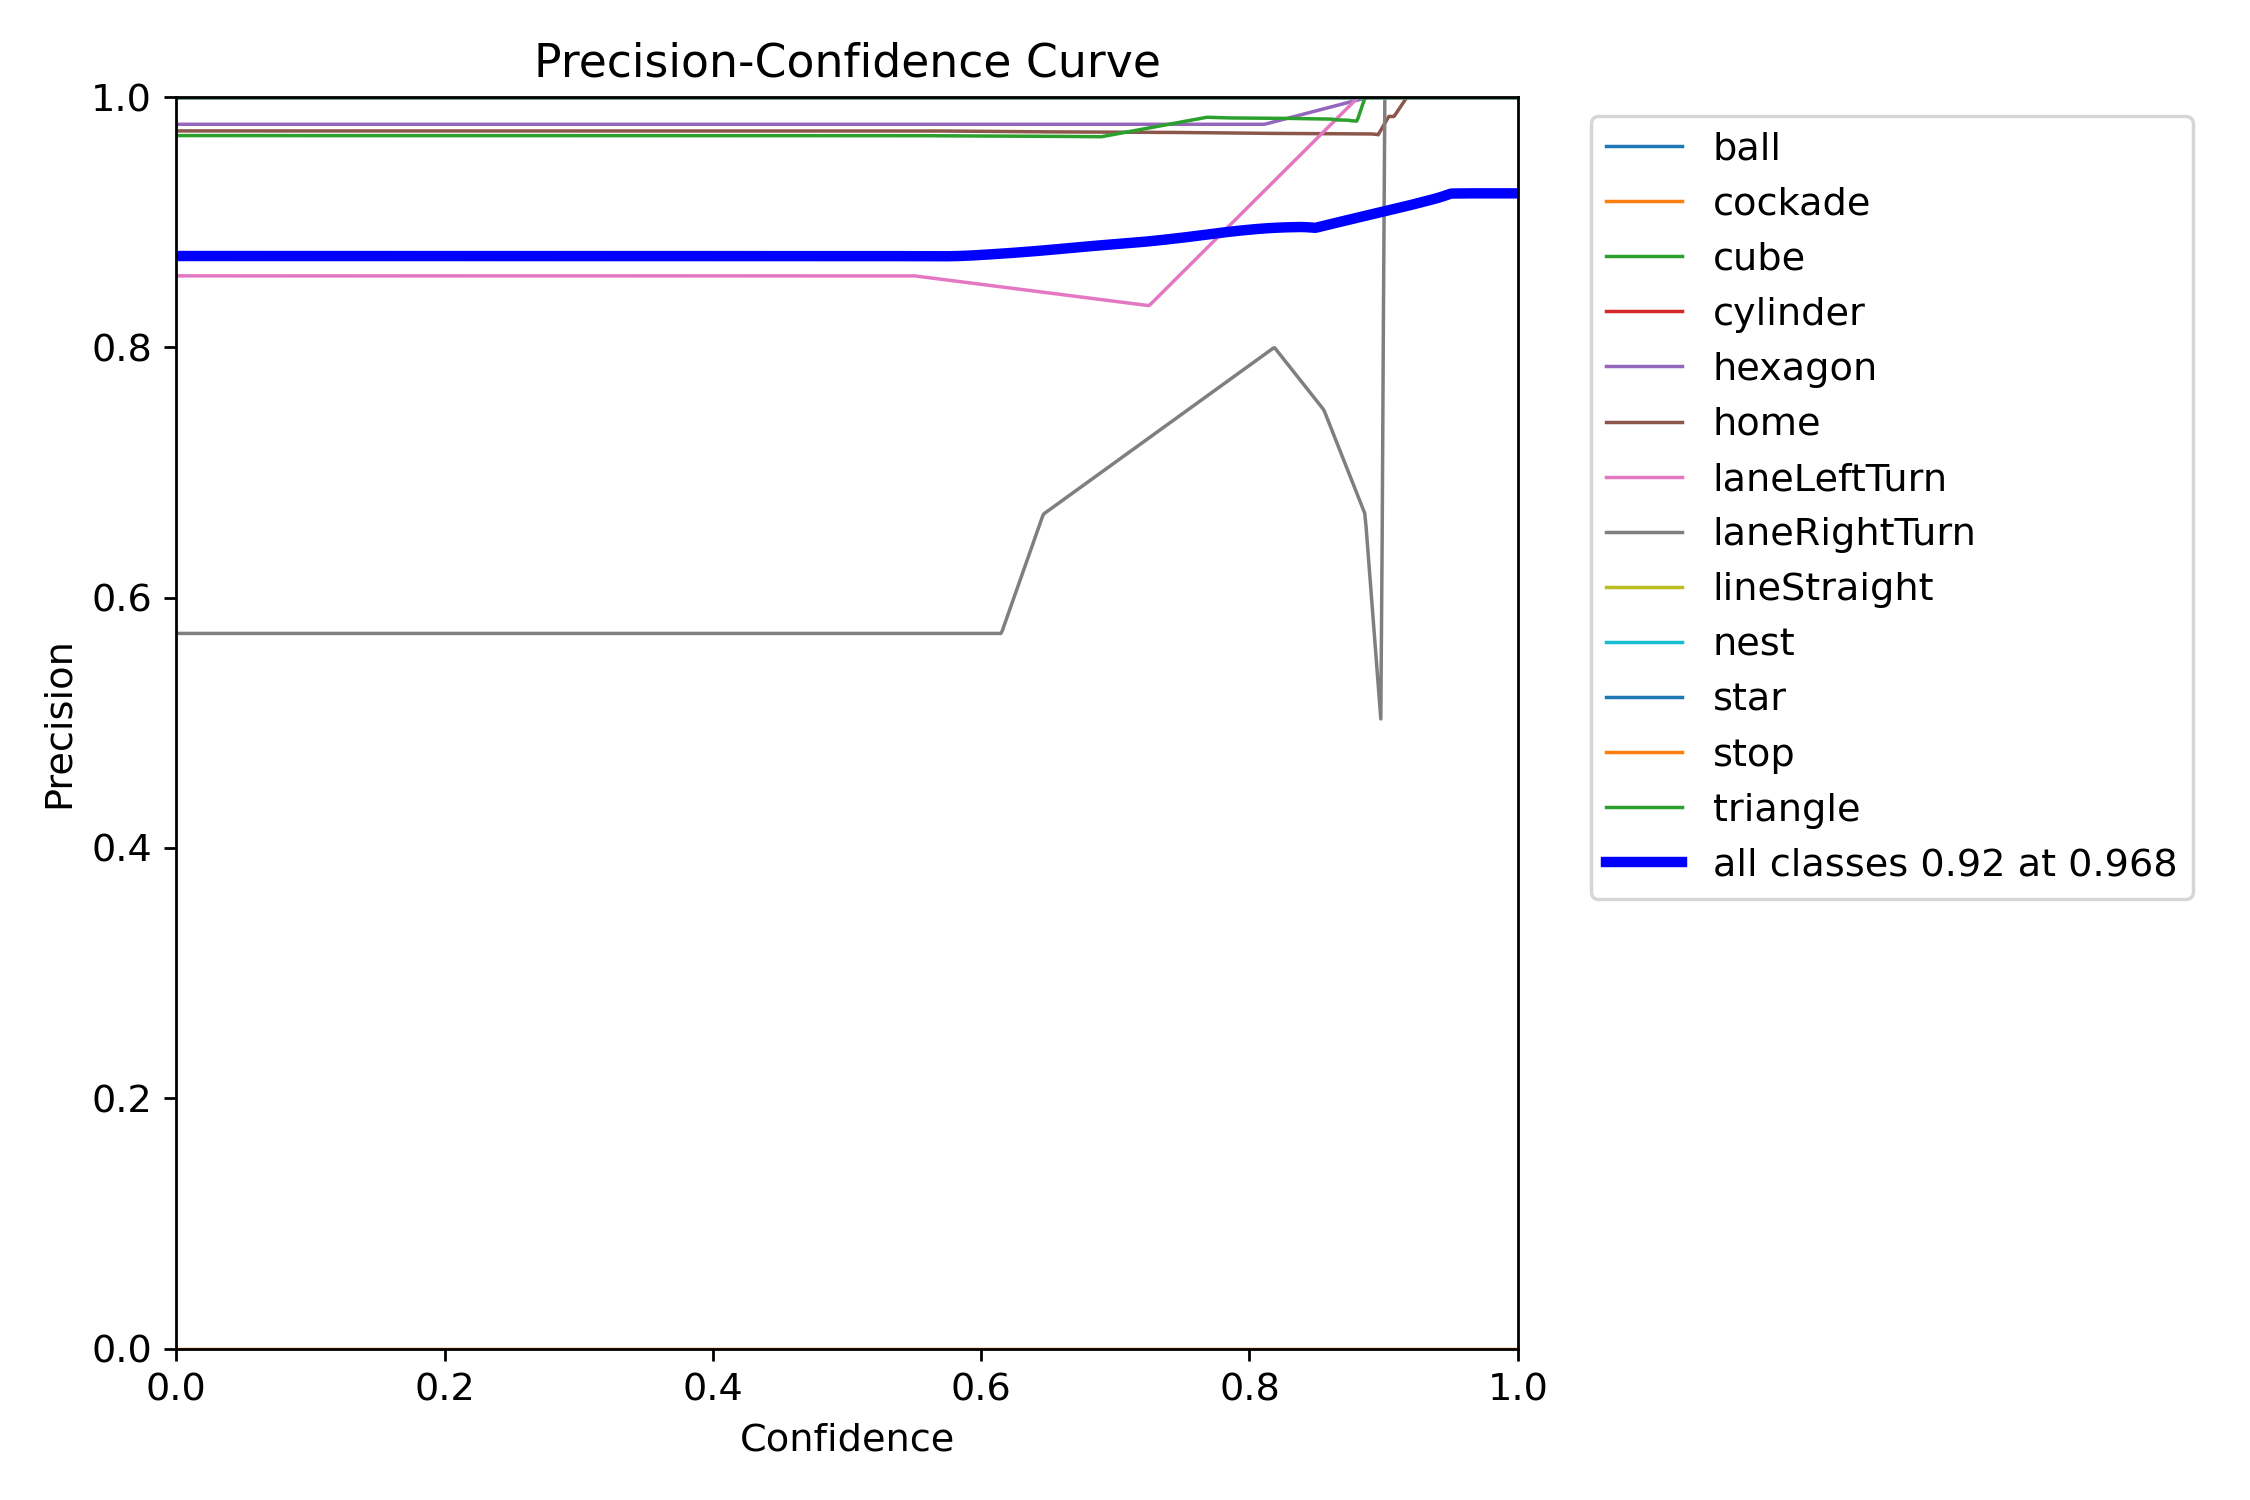 Precision-Confidence Curve
1.0
0.8
0.6
0.4
0.2
0.0
Precision
0.0 0.2 0.4 0.6 0.8 1.0
Confidence
ball
cockade
cube
cylinder
hexagon
home
laneLeftTurn
laneRightTurn
lineStraight
nest
star
stop
triangle
all classes 0.92 at 0.968